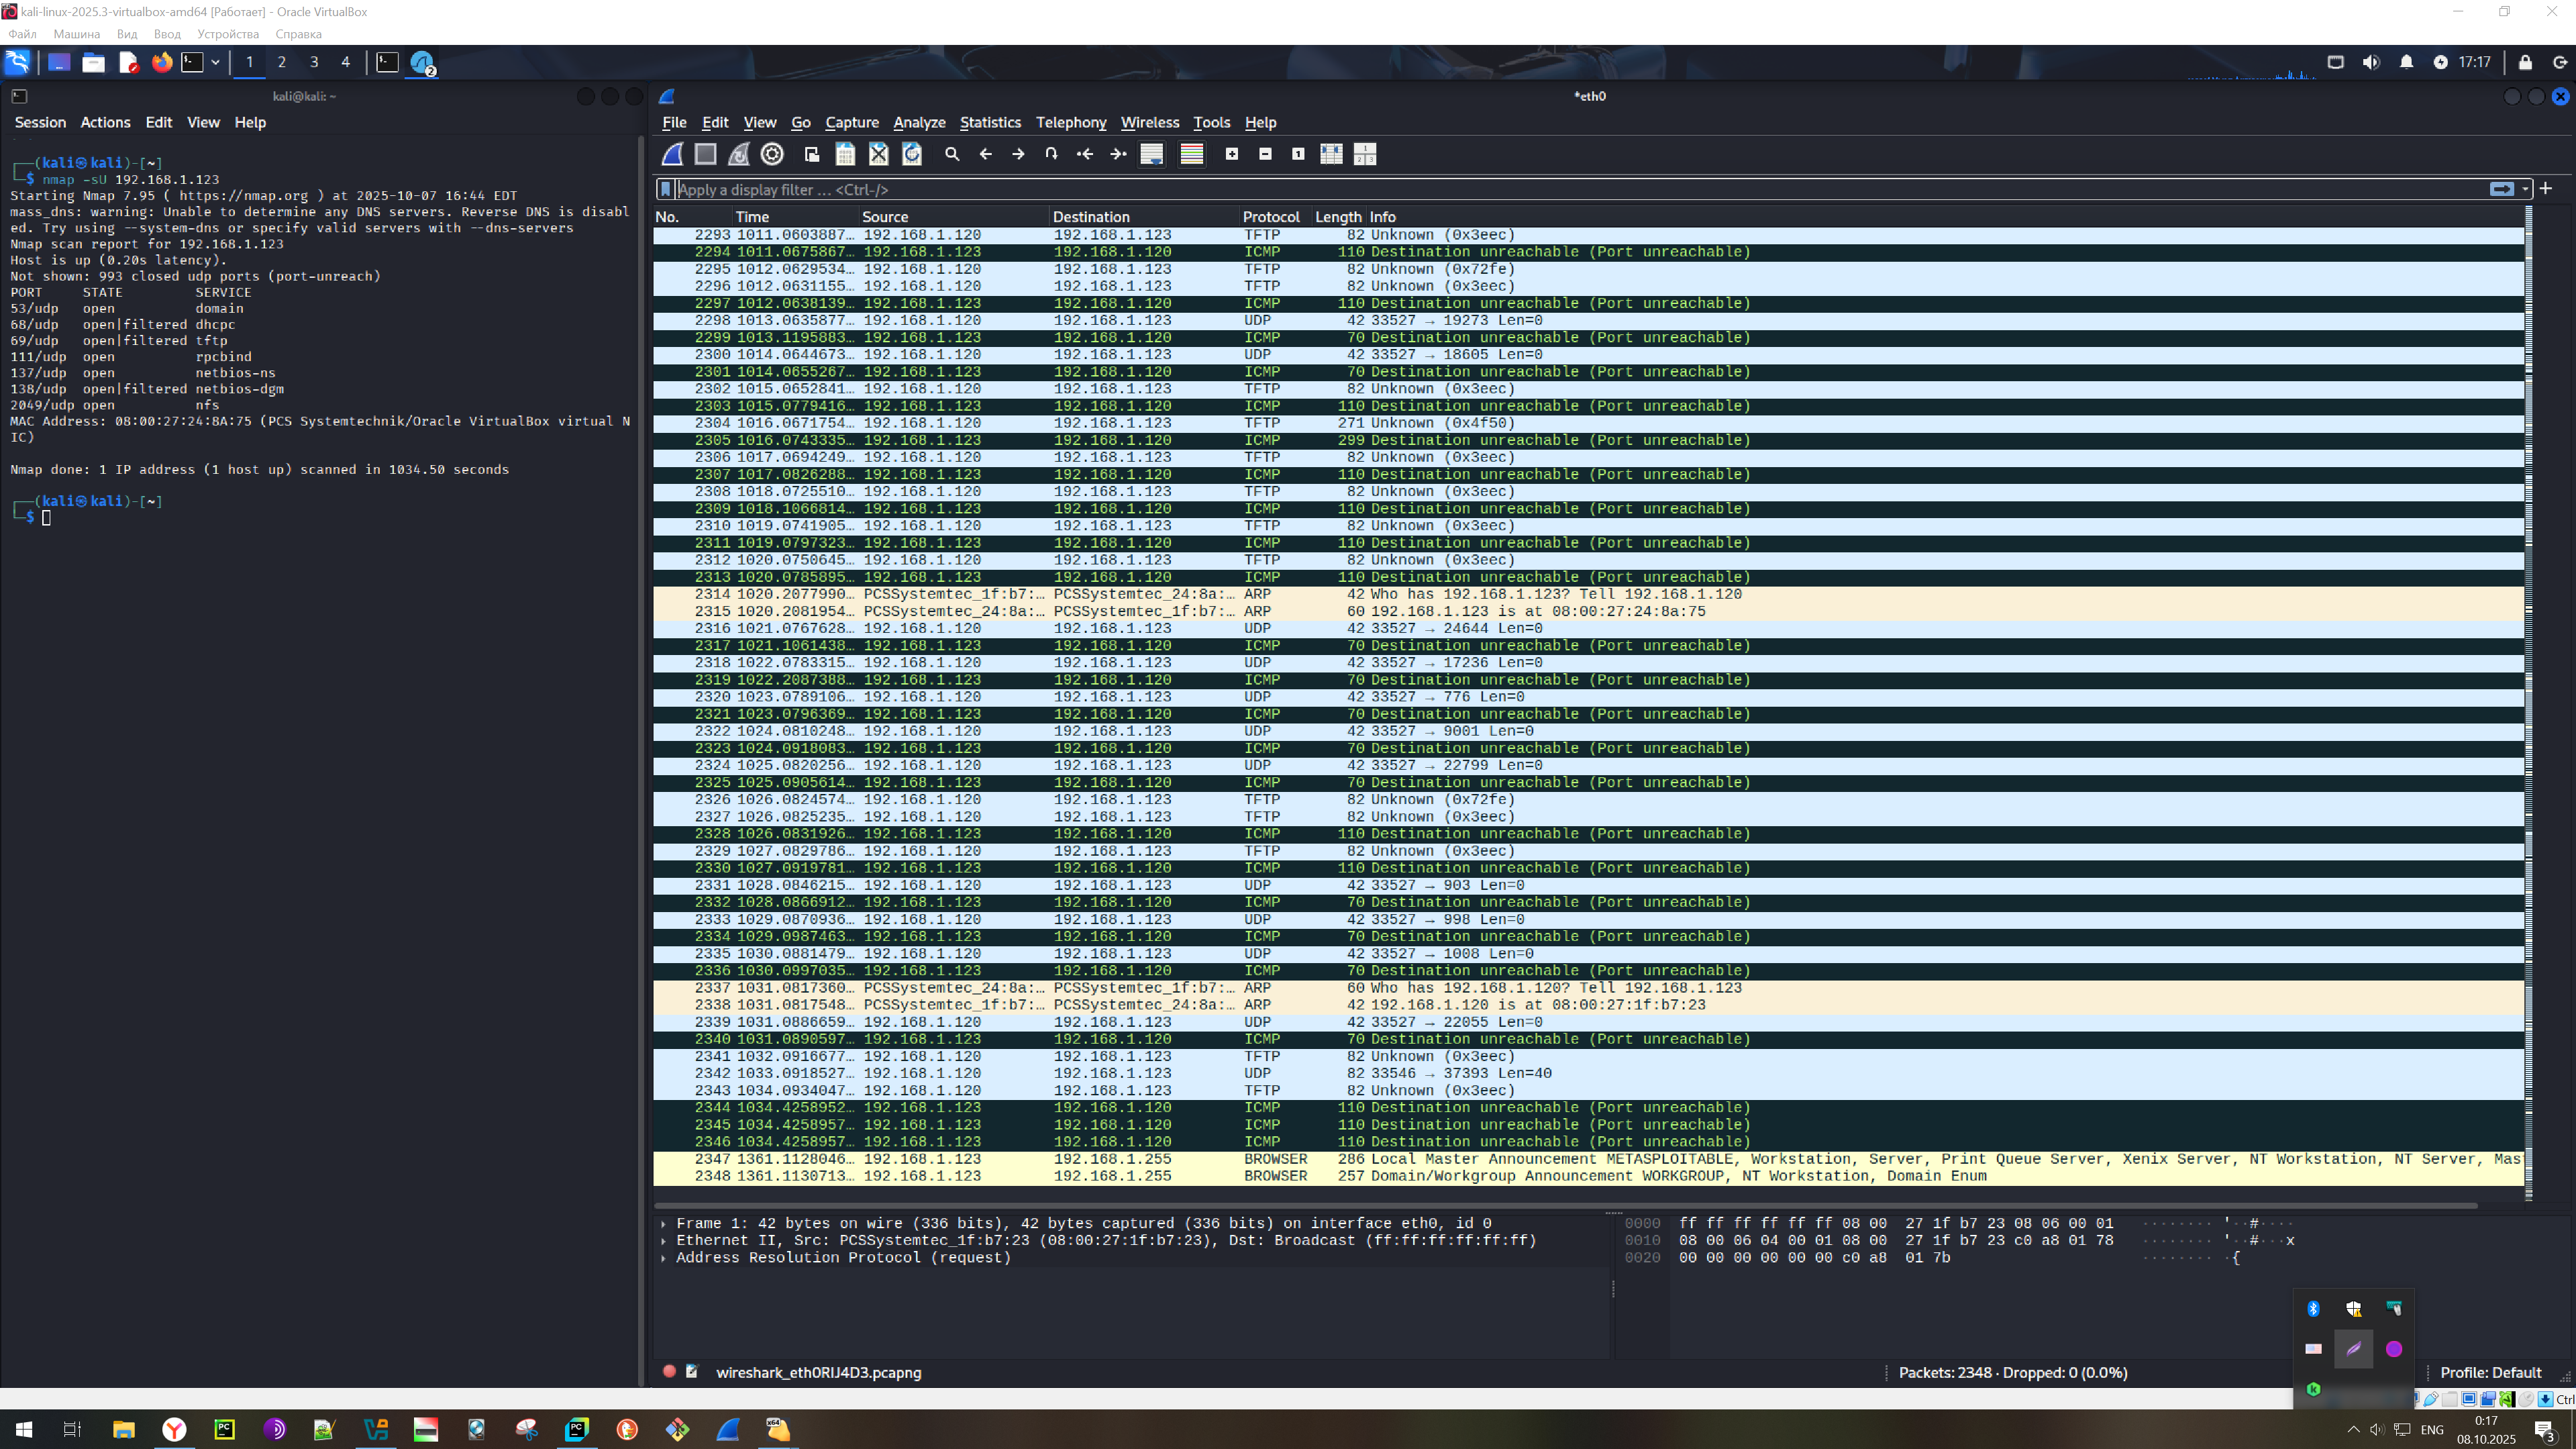 kali-linux-2025.3-virtualbox-amd64 [Работает] - Oracle VirtualBox
Файл Машина Вид Ввод Устройства Справка
1 2 3 4 2 17:17
kali@kali: ~
Session Actions Edit View Help
┌──(kali㉿kali)-[~]
└─$ nmap -sU 192.168.1.123
Starting Nmap 7.95 ( https://nmap.org ) at 2025-10-07 16:44 EDT
mass_dns: warning: Unable to determine any DNS servers. Reverse DNS is disabl
ed. Try using --system-dns or specify valid servers with --dns-servers
Nmap scan report for 192.168.1.123
Host is up (0.20s latency).
Not shown: 993 closed udp ports (port-unreach)
PORT STATE SERVICE
53/udp open domain
68/udp open|filtered dhcpc
69/udp open|filtered tftp
111/udp open rpcbind
137/udp open netbios-ns
138/udp open|filtered netbios-dgm
2049/udp open nfs
MAC Address: 08:00:27:24:8A:75 (PCS Systemtechnik/Oracle VirtualBox virtual N
IC)
Nmap done: 1 IP address (1 host up) scanned in 1034.50 seconds
┌──(kali㉿kali)-[~]
└─$
*eth0
File Edit View Go Capture Analyze Statistics Telephony Wireless Tools Help
Apply a display filter ... <Ctrl-/>
No. Time Source Destination Protocol Length Info
2293 1011.0603887… 192.168.1.120 192.168.1.123 TFTP 82 Unknown (0x3eec)
2294 1011.0675867… 192.168.1.123 192.168.1.120 ICMP 110 Destination unreachable (Port unreachable)
2295 1012.0629534… 192.168.1.120 192.168.1.123 TFTP 82 Unknown (0x72fe)
2296 1012.0631155… 192.168.1.120 192.168.1.123 TFTP 82 Unknown (0x3eec)
2297 1012.0638139… 192.168.1.123 192.168.1.120 ICMP 110 Destination unreachable (Port unreachable)
2298 1013.0635877… 192.168.1.120 192.168.1.123 UDP 42 33527 → 19273 Len=0
2299 1013.1195883… 192.168.1.123 192.168.1.120 ICMP 70 Destination unreachable (Port unreachable)
2300 1014.0644673… 192.168.1.120 192.168.1.123 UDP 42 33527 → 18605 Len=0
2301 1014.0655267… 192.168.1.123 192.168.1.120 ICMP 70 Destination unreachable (Port unreachable)
2302 1015.0652841… 192.168.1.120 192.168.1.123 TFTP 82 Unknown (0x3eec)
2303 1015.0779416… 192.168.1.123 192.168.1.120 ICMP 110 Destination unreachable (Port unreachable)
2304 1016.0671754… 192.168.1.120 192.168.1.123 TFTP 271 Unknown (0x4f50)
2305 1016.0743335… 192.168.1.123 192.168.1.120 ICMP 299 Destination unreachable (Port unreachable)
2306 1017.0694249… 192.168.1.120 192.168.1.123 TFTP 82 Unknown (0x3eec)
2307 1017.0826288… 192.168.1.123 192.168.1.120 ICMP 110 Destination unreachable (Port unreachable)
2308 1018.0725510… 192.168.1.120 192.168.1.123 TFTP 82 Unknown (0x3eec)
2309 1018.1066814… 192.168.1.123 192.168.1.120 ICMP 110 Destination unreachable (Port unreachable)
2310 1019.0741905… 192.168.1.120 192.168.1.123 TFTP 82 Unknown (0x3eec)
2311 1019.0797323… 192.168.1.123 192.168.1.120 ICMP 110 Destination unreachable (Port unreachable)
2312 1020.0750645… 192.168.1.120 192.168.1.123 TFTP 82 Unknown (0x3eec)
2313 1020.0785895… 192.168.1.123 192.168.1.120 ICMP 110 Destination unreachable (Port unreachable)
2314 1020.2077990… PCSSystemtec_1f:b7:… PCSSystemtec_24:8a:… ARP 42 Who has 192.168.1.123? Tell 192.168.1.120
2315 1020.2081954… PCSSystemtec_24:8a:… PCSSystemtec_1f:b7:… ARP 60 192.168.1.123 is at 08:00:27:24:8a:75
2316 1021.0767628… 192.168.1.120 192.168.1.123 UDP 42 33527 → 24644 Len=0
2317 1021.1061438… 192.168.1.123 192.168.1.120 ICMP 70 Destination unreachable (Port unreachable)
2318 1022.0783315… 192.168.1.120 192.168.1.123 UDP 42 33527 → 17236 Len=0
2319 1022.2087388… 192.168.1.123 192.168.1.120 ICMP 70 Destination unreachable (Port unreachable)
2320 1023.0789106… 192.168.1.120 192.168.1.123 UDP 42 33527 → 776 Len=0
2321 1023.0796369… 192.168.1.123 192.168.1.120 ICMP 70 Destination unreachable (Port unreachable)
2322 1024.0810248… 192.168.1.120 192.168.1.123 UDP 42 33527 → 9001 Len=0
2323 1024.0918083… 192.168.1.123 192.168.1.120 ICMP 70 Destination unreachable (Port unreachable)
2324 1025.0820256… 192.168.1.120 192.168.1.123 UDP 42 33527 → 22799 Len=0
2325 1025.0905614… 192.168.1.123 192.168.1.120 ICMP 70 Destination unreachable (Port unreachable)
2326 1026.0824574… 192.168.1.120 192.168.1.123 TFTP 82 Unknown (0x72fe)
2327 1026.0825235… 192.168.1.120 192.168.1.123 TFTP 82 Unknown (0x3eec)
2328 1026.0831926… 192.168.1.123 192.168.1.120 ICMP 110 Destination unreachable (Port unreachable)
2329 1027.0829786… 192.168.1.120 192.168.1.123 TFTP 82 Unknown (0x3eec)
2330 1027.0919781… 192.168.1.123 192.168.1.120 ICMP 110 Destination unreachable (Port unreachable)
2331 1028.0846215… 192.168.1.120 192.168.1.123 UDP 42 33527 → 903 Len=0
2332 1028.0866912… 192.168.1.123 192.168.1.120 ICMP 70 Destination unreachable (Port unreachable)
2333 1029.0870936… 192.168.1.120 192.168.1.123 UDP 42 33527 → 998 Len=0
2334 1029.0987463… 192.168.1.123 192.168.1.120 ICMP 70 Destination unreachable (Port unreachable)
2335 1030.0881479… 192.168.1.120 192.168.1.123 UDP 42 33527 → 1008 Len=0
2336 1030.0997035… 192.168.1.123 192.168.1.120 ICMP 70 Destination unreachable (Port unreachable)
2337 1031.0817360… PCSSystemtec_24:8a:… PCSSystemtec_1f:b7:… ARP 60 Who has 192.168.1.120? Tell 192.168.1.123
2338 1031.0817548… PCSSystemtec_1f:b7:… PCSSystemtec_24:8a:… ARP 42 192.168.1.120 is at 08:00:27:1f:b7:23
2339 1031.0886659… 192.168.1.120 192.168.1.123 UDP 42 33527 → 22055 Len=0
2340 1031.0890597… 192.168.1.123 192.168.1.120 ICMP 70 Destination unreachable (Port unreachable)
2341 1032.0916677… 192.168.1.120 192.168.1.123 TFTP 82 Unknown (0x3eec)
2342 1033.0918527… 192.168.1.120 192.168.1.123 UDP 82 33546 → 37393 Len=40
2343 1034.0934047… 192.168.1.120 192.168.1.123 TFTP 82 Unknown (0x3eec)
2344 1034.4258952… 192.168.1.123 192.168.1.120 ICMP 110 Destination unreachable (Port unreachable)
2345 1034.4258957… 192.168.1.123 192.168.1.120 ICMP 110 Destination unreachable (Port unreachable)
2346 1034.4258957… 192.168.1.123 192.168.1.120 ICMP 110 Destination unreachable (Port unreachable)
2347 1361.1128046… 192.168.1.123 192.168.1.255 BROWSER 286 Local Master Announcement METASPLOITABLE, Workstation, Server, Print Queue Server, Xenix Server, NT Workstation, NT Server, Mast
2348 1361.1130713… 192.168.1.123 192.168.1.255 BROWSER 257 Domain/Workgroup Announcement WORKGROUP, NT Workstation, Domain Enum
Frame 1: 42 bytes on wire (336 bits), 42 bytes captured (336 bits) on interface eth0, id 0
Ethernet II, Src: PCSSystemtec_1f:b7:23 (08:00:27:1f:b7:23), Dst: Broadcast (ff:ff:ff:ff:ff:ff)
Address Resolution Protocol (request)
0000 ff ff ff ff ff ff 08 00 27 1f b7 23 08 06 00 01 ········ '··#····
0010 08 00 06 04 00 01 08 00 27 1f b7 23 c0 a8 01 78 ········ '··#···x
0020 00 00 00 00 00 00 c0 a8 01 7b ········ ·{
wireshark_eth0RIJ4D3.pcapng
Packets: 2348 · Dropped: 0 (0.0%)
Profile: Default
Ctrl
ENG
0:17
08.10.2025
3